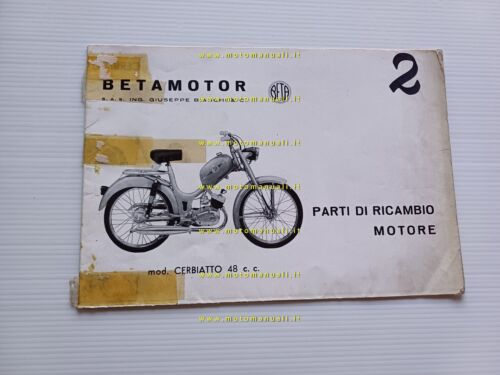 www.motomanuali.it
2
BETAMOTOR
BETA
S.A.S. ING. GIUSEPPE
www.motomanuali.it
www.motomanuali.it
PARTI DI RICAMBIO
MOTORE
mod. CERBIATTO 48 c.c.
www.motomanuali.it
www.motomanuali.it